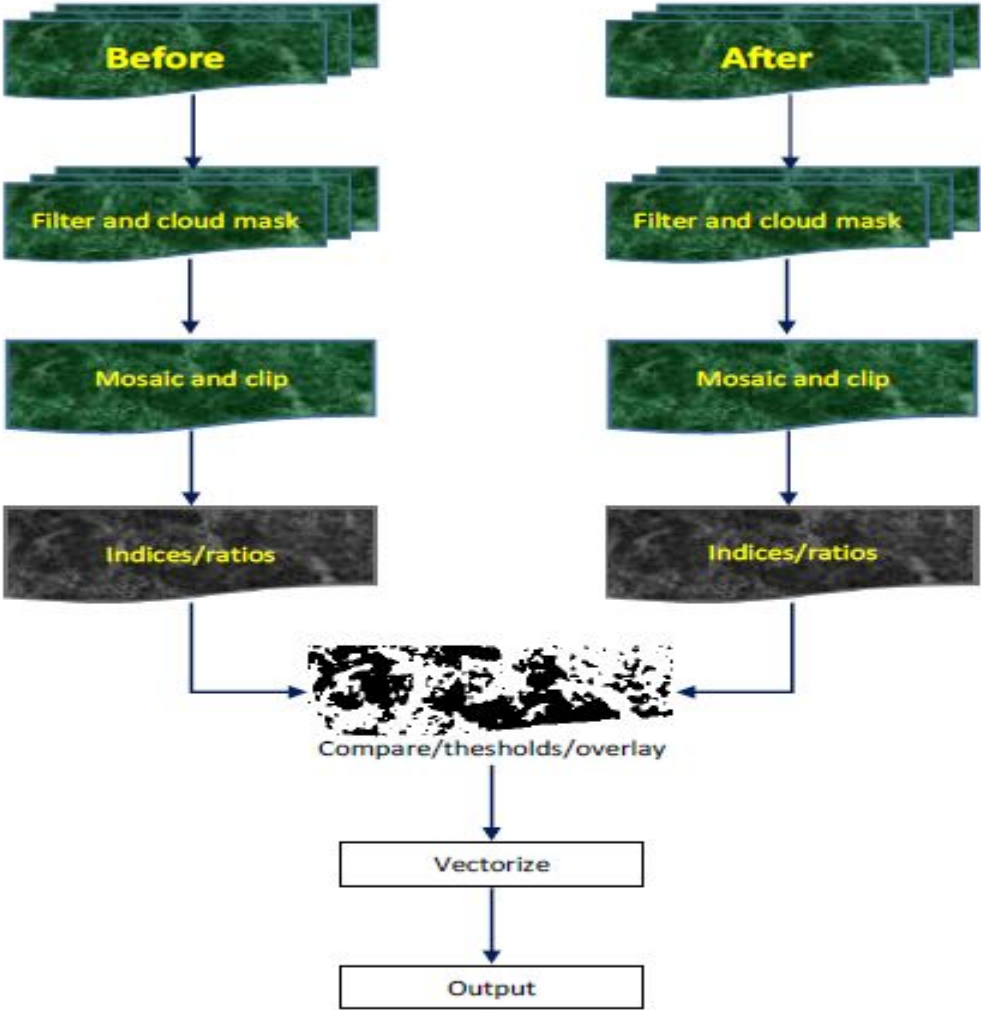 Before
After
Filter and cloud mask
Filter and cloud mask
Mosaic and clip
Mosaic and clip
Indices/ratios
Indices/ratios
Compare/thesholds/overlay
Vectorize
Output